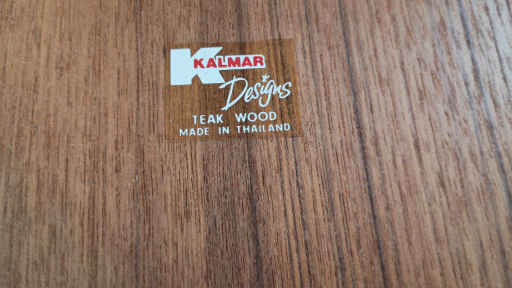 KALMAR
Designs
TEAK WOOD
MADE IN THAILAND